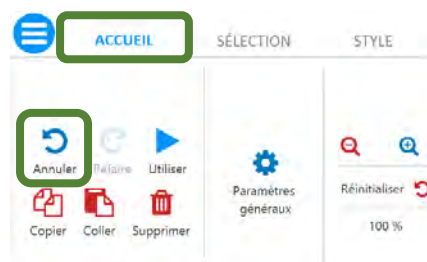 ACCUEIL SÉLECTION STYLE
Annuler Refaire Utiliser
Copier Coller Supprimer
Paramètres
généraux
Réinitialiser
100 %